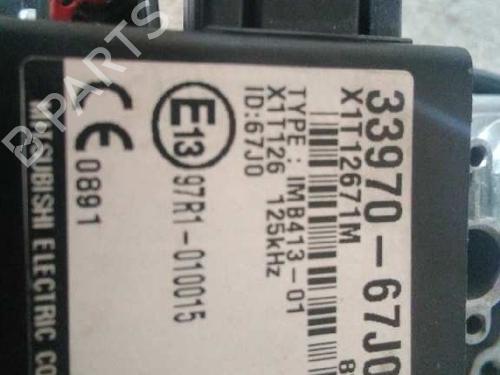 33970-67J0
X1T12671M
TYPE: IMB413-01
X1T126 125kHz
ID:67J0
E13
97R1-010015
CE 0891
MITSUBISHI ELECTRIC CO
B-PARTS